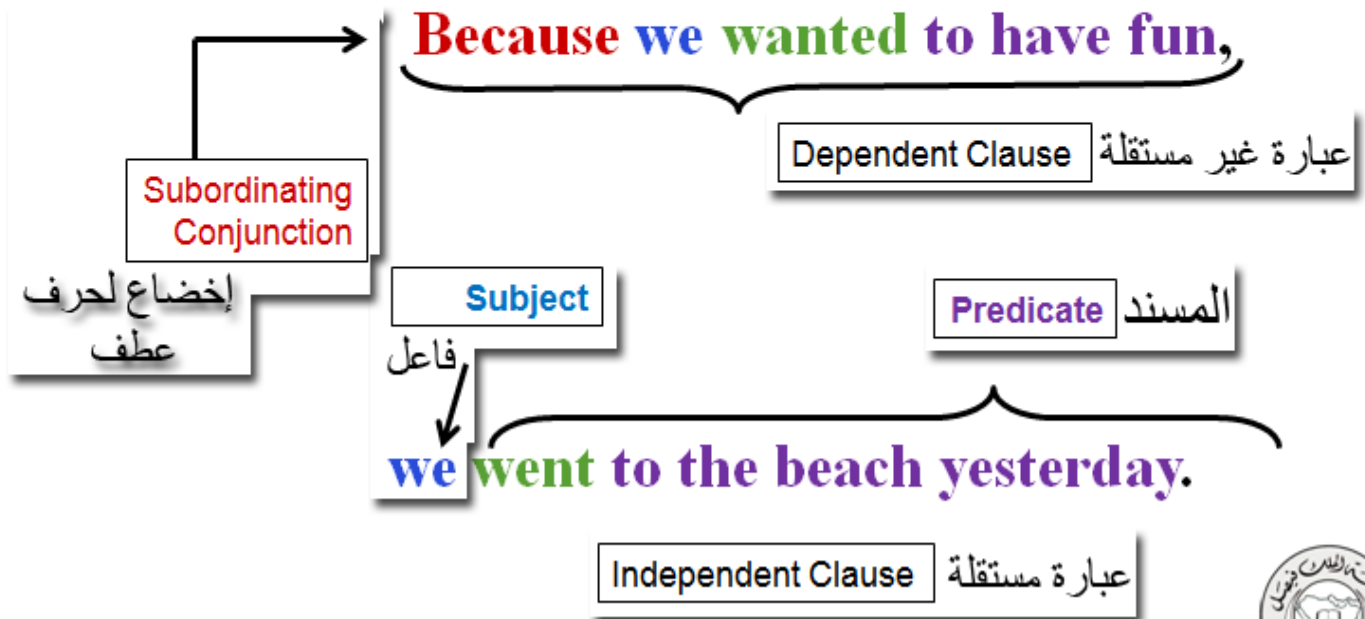 Because we wanted to have fun,
Dependent Clause عبارة غير مستقلة
Subordinating
Conjunction
إخضاع لحرف
عطف
Subject
فاعل
Predicate المسند
we went to the beach yesterday.
Independent Clause عبارة مستقلة